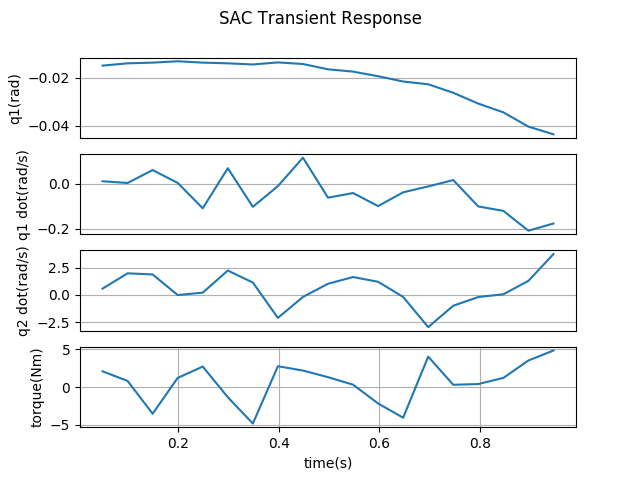 SAC Transient Response
q1(rad)
−0.02
−0.04
q1 dot(rad/s)
0.0
−0.2
q2 dot(rad/s)
2.5
0.0
−2.5
torque(Nm)
5
0
−5
0.2 0.4 0.6 0.8
time(s)